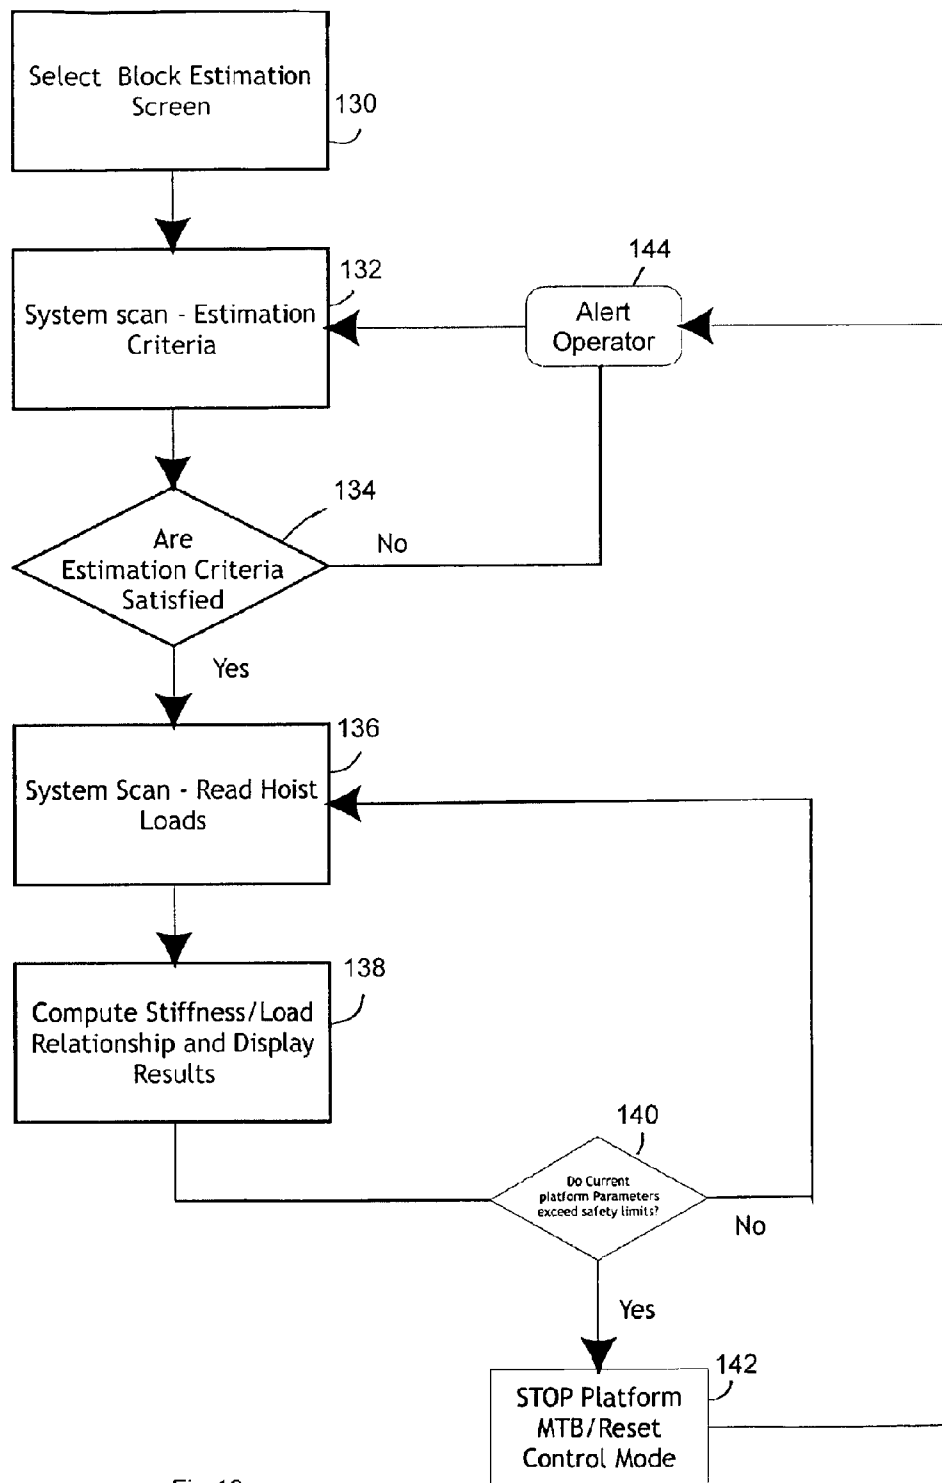 Select Block Estimation
Screen
130
132
System scan - Estimation
Criteria
144
Alert
Operator
134
Are
Estimation Criteria
Satisfied
No
Yes
136
System Scan - Read Hoist
Loads
138
Compute Stiffness/Load
Relationship and Display
Results
140
Do Current
platform Parameters
exceed safety limits?
No
Yes
142
STOP Platform
MTB/Reset
Control Mode